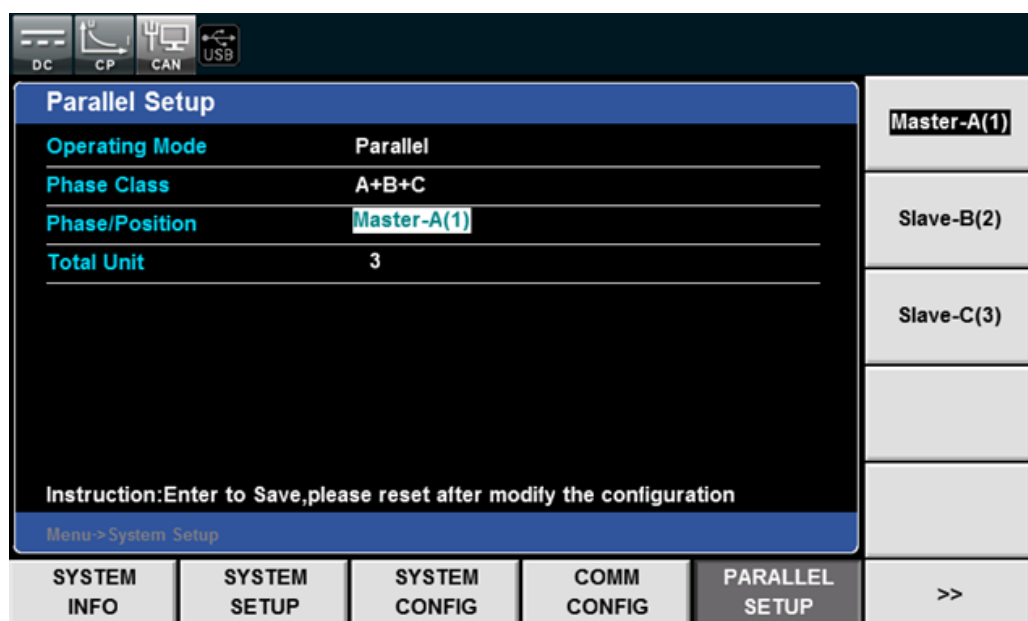 DC CP CAN USB
U I
Parallel Setup
Operating Mode Parallel
Phase Class A+B+C
Phase/Position Master-A(1)
Total Unit 3
Instruction:Enter to Save,please reset after modify the configuration
Menu->System Setup
Master-A(1)
Slave-B(2)
Slave-C(3)
SYSTEM INFO
SYSTEM SETUP
SYSTEM CONFIG
COMM CONFIG
PARALLEL SETUP
>>